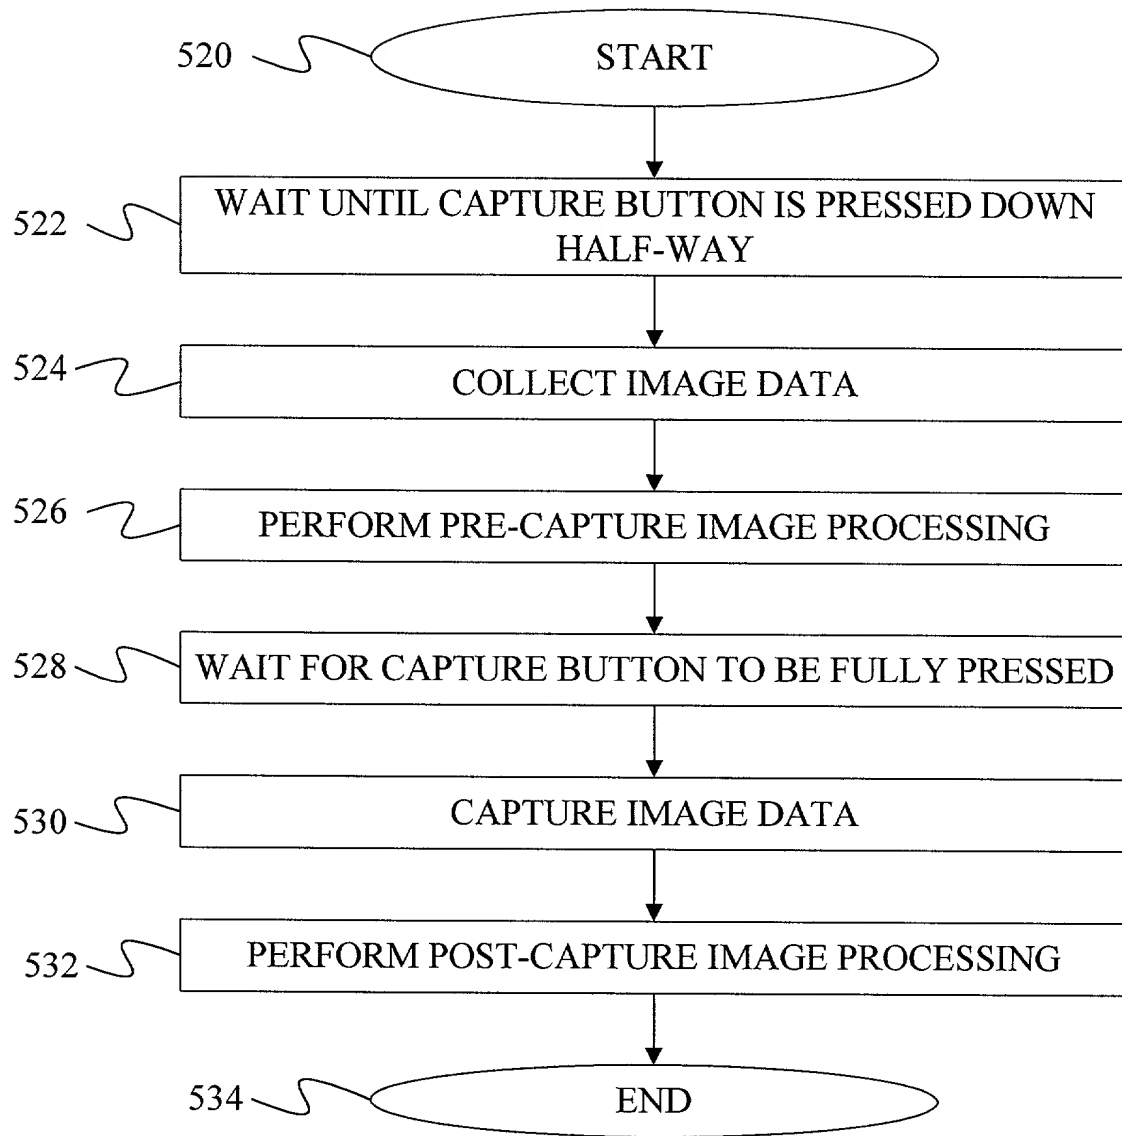 520
START
522
WAIT UNTIL CAPTURE BUTTON IS PRESSED DOWN
HALF-WAY
524
COLLECT IMAGE DATA
526
PERFORM PRE-CAPTURE IMAGE PROCESSING
528
WAIT FOR CAPTURE BUTTON TO BE FULLY PRESSED
530
CAPTURE IMAGE DATA
532
PERFORM POST-CAPTURE IMAGE PROCESSING
534
END